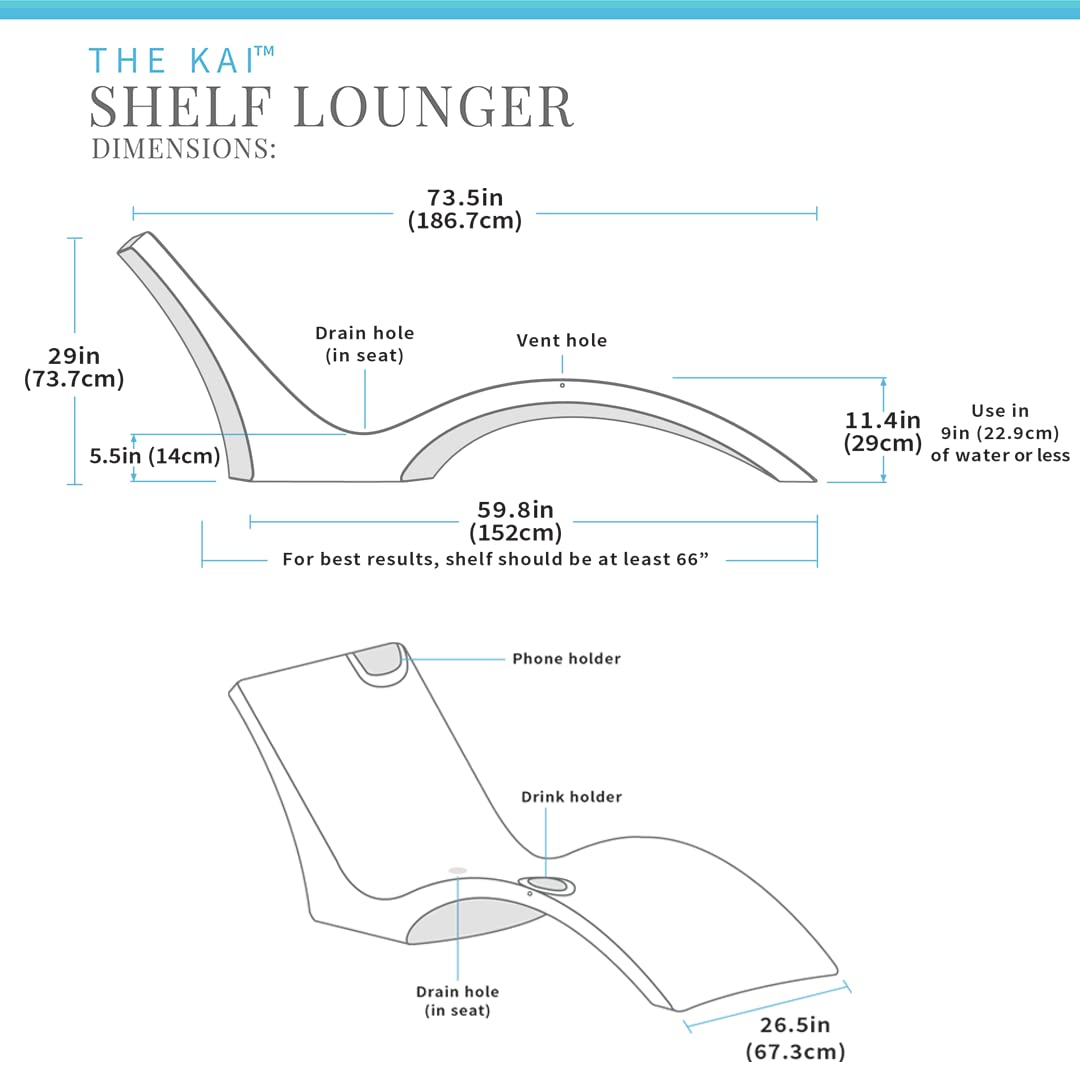 THE KAI™
SHELF LOUNGER
DIMENSIONS:
73.5in
(186.7cm)
29in
(73.7cm)
Drain hole
(in seat)
Vent hole
5.5in (14cm)
11.4in
(29cm)
Use in
9in (22.9cm)
of water or less
59.8in
(152cm)
For best results, shelf should be at least 66”
Phone holder
Drink holder
Drain hole
(in seat)
26.5in
(67.3cm)